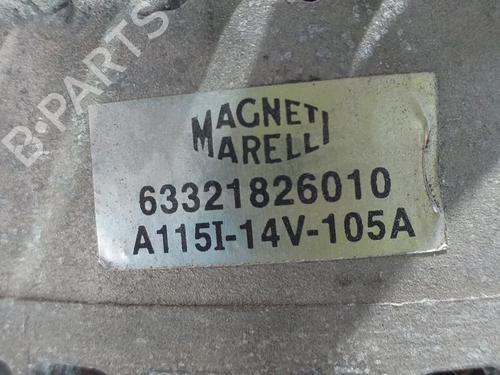 B-PARTS
MAGNETI
MARELLI
63321826010
A115I-14V-105A